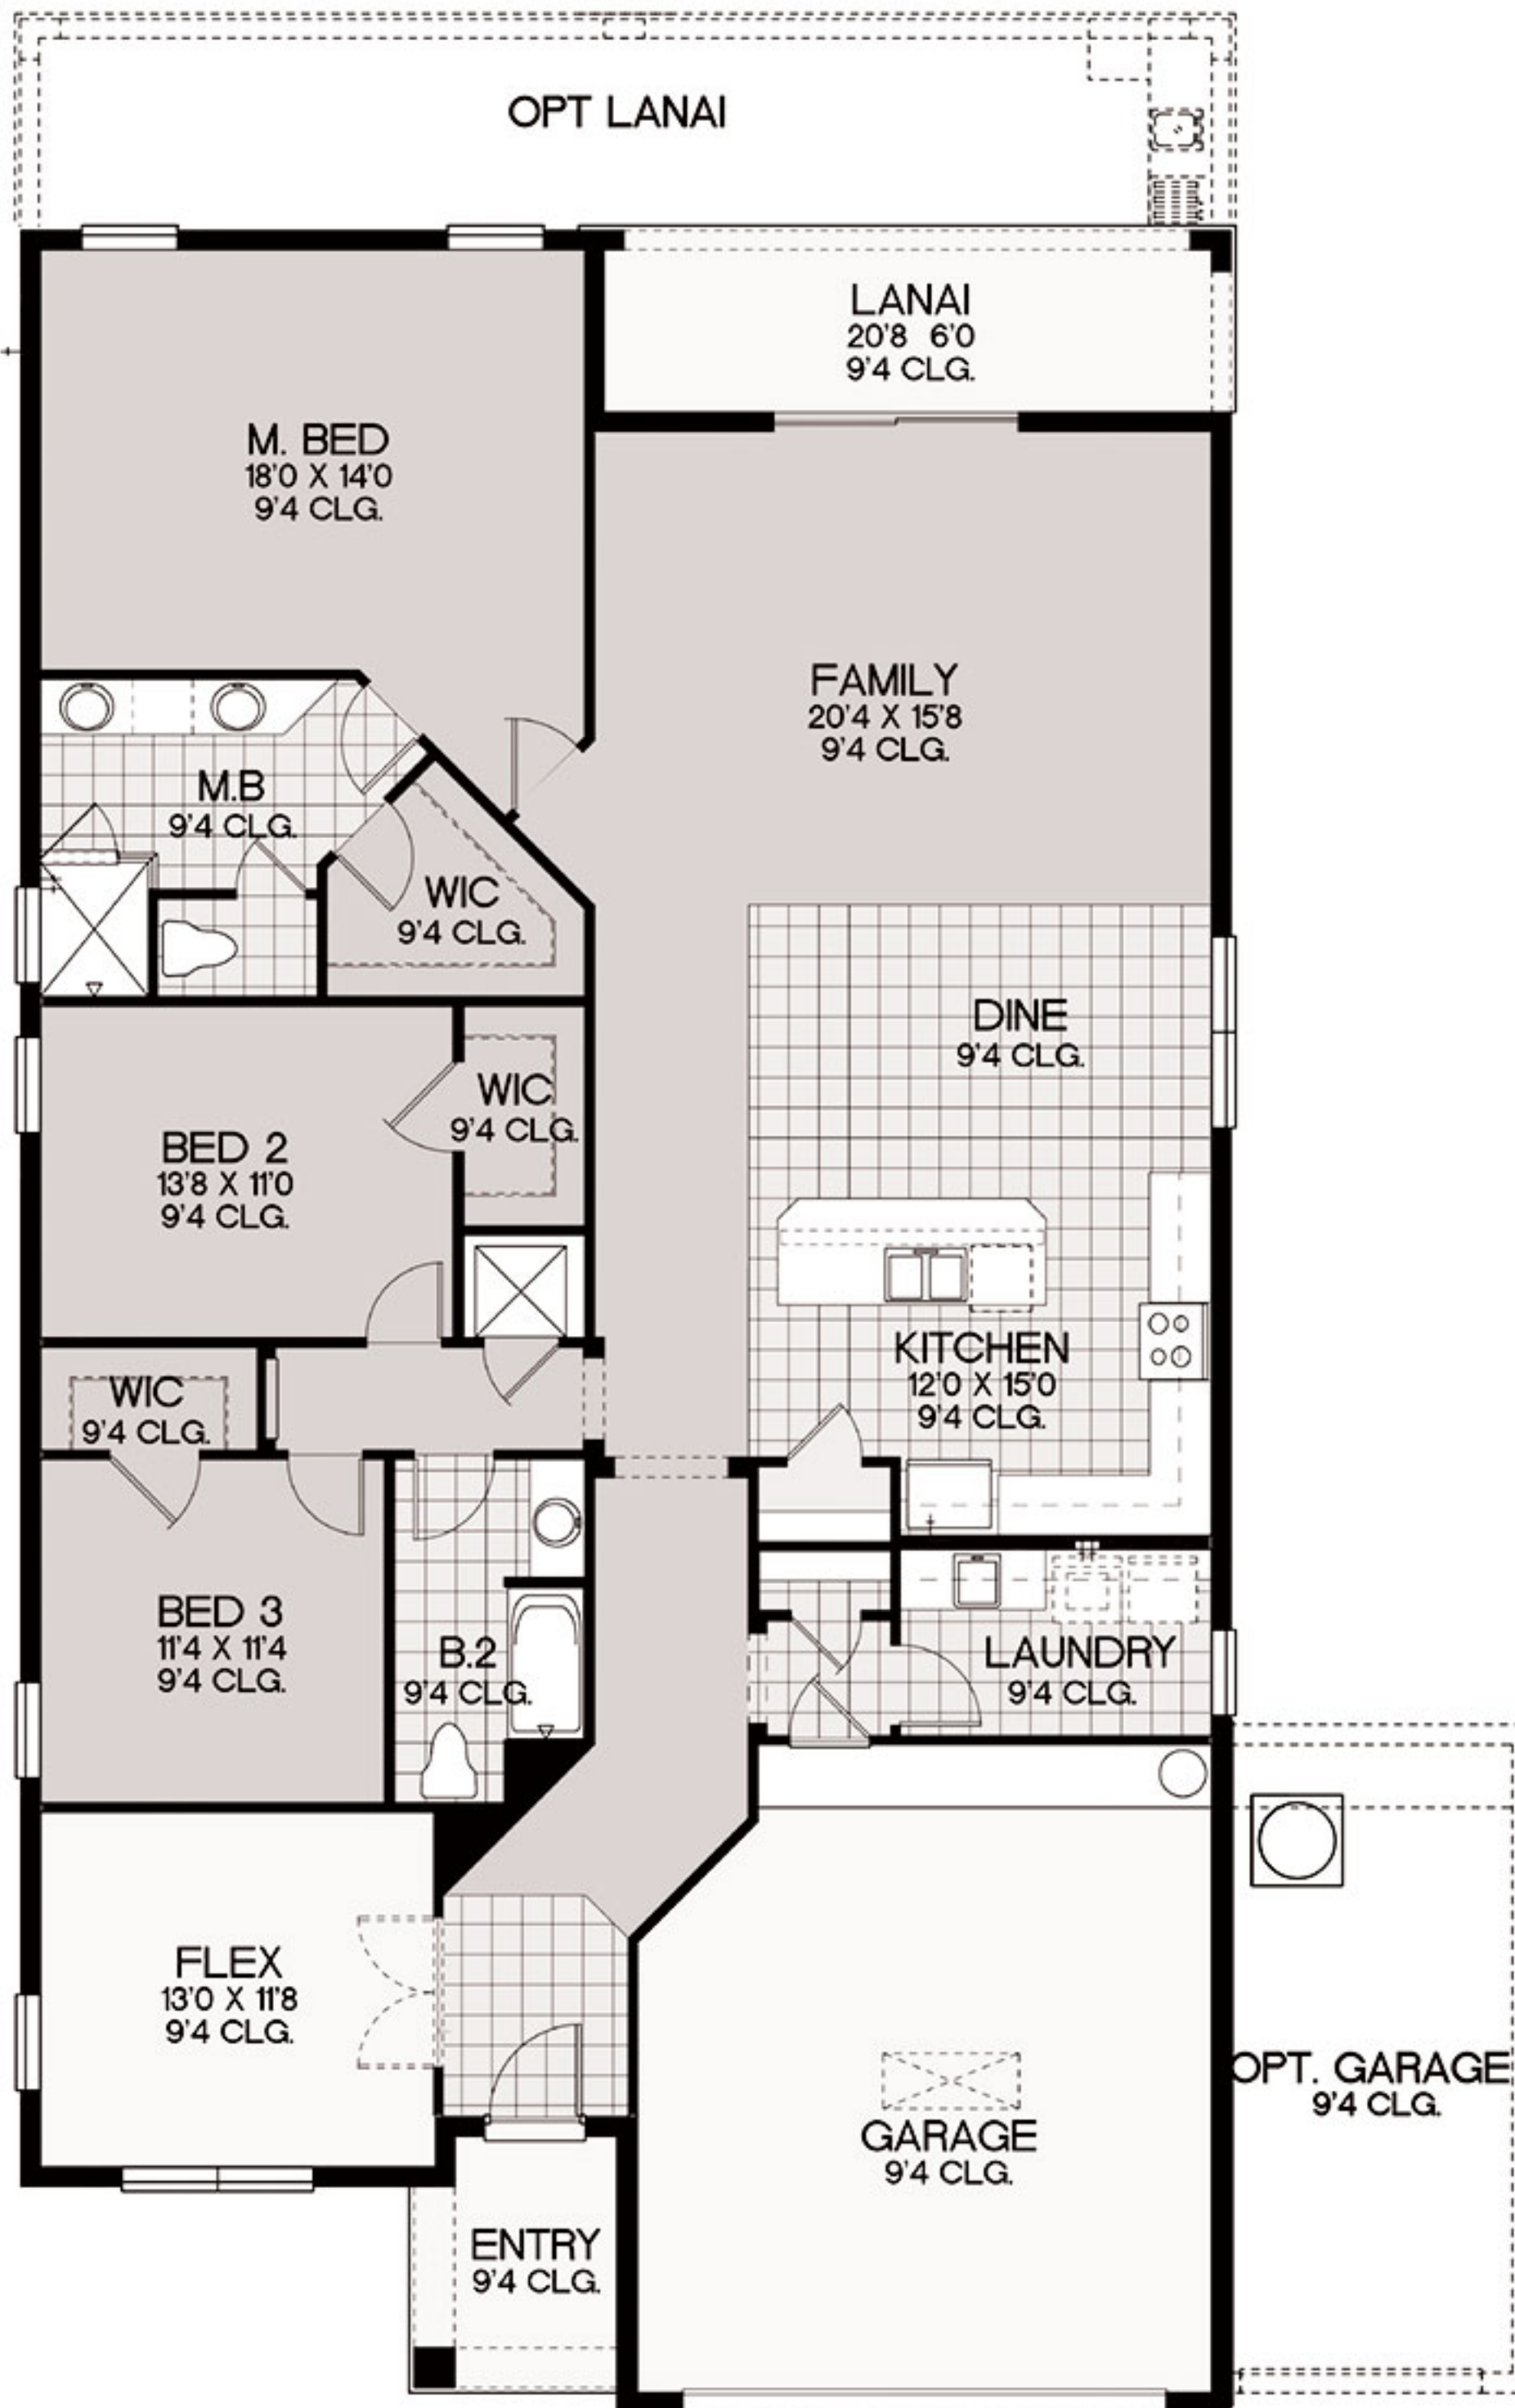 OPT LANAI
LANAI
20'8 6'0
9'4 CLG.
M. BED
18'0 X 14'0
9'4 CLG.
FAMILY
20'4 X 15'8
9'4 CLG.
M.B
9'4 CLG.
WIC
9'4 CLG.
DINE
9'4 CLG.
WIC
9'4 CLG.
BED 2
13'8 X 11'0
9'4 CLG.
KITCHEN
12'0 X 15'0
9'4 CLG.
WIC
9'4 CLG.
BED 3
11'4 X 11'4
9'4 CLG.
B.2
9'4 CLG.
LAUNDRY
9'4 CLG.
FLEX
13'0 X 11'8
9'4 CLG.
OPT. GARAGE
9'4 CLG.
GARAGE
9'4 CLG.
ENTRY
9'4 CLG.